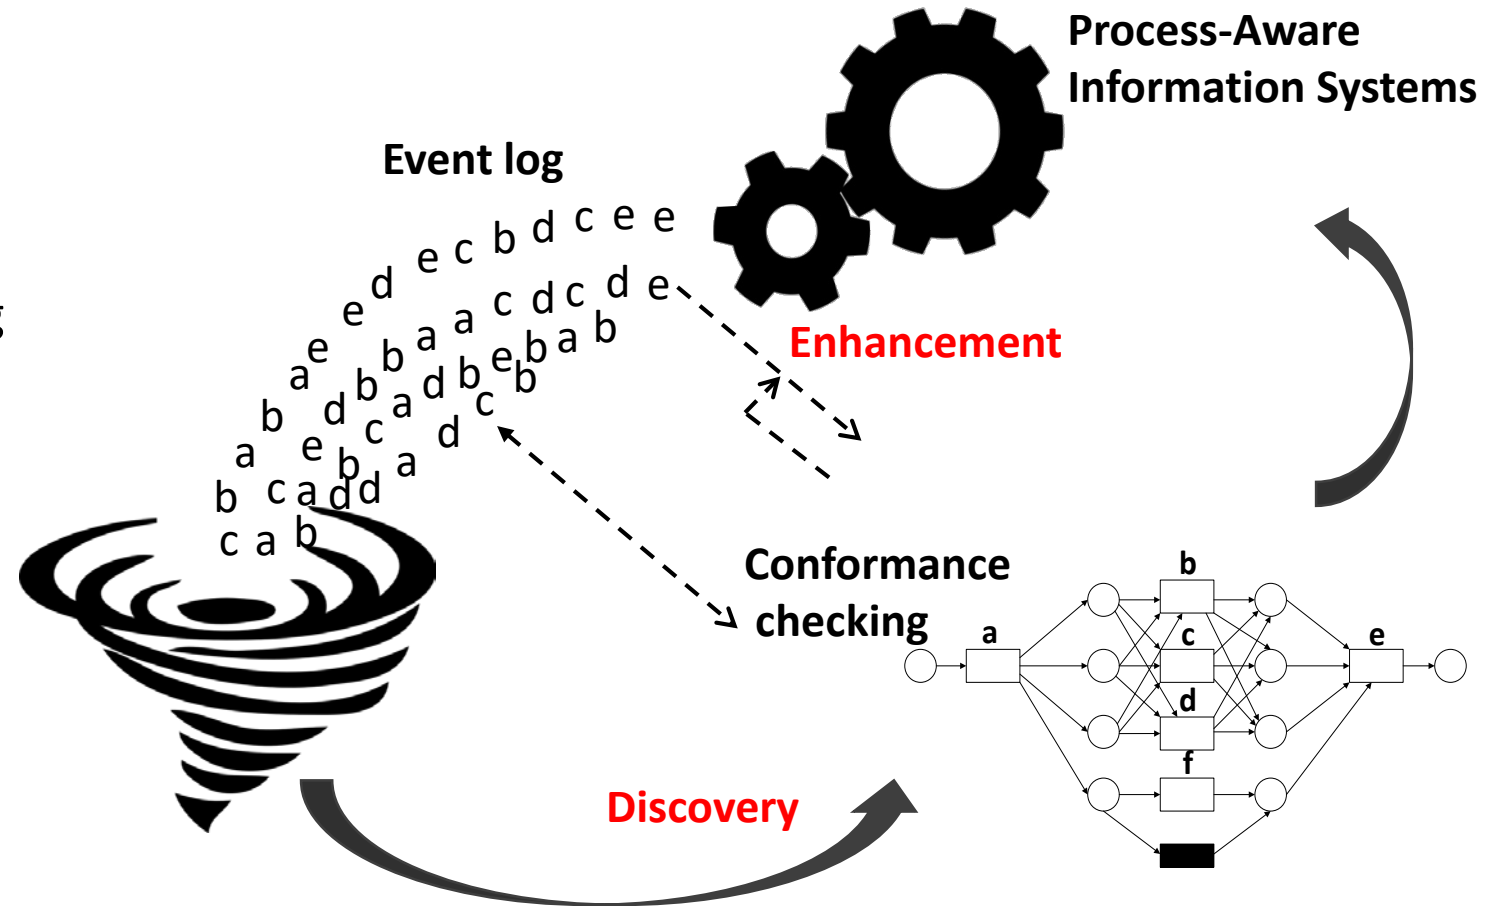 Process-Aware
Information Systems
Event log
b a b a e e d e c b d c e e
d b b a a c d c d e
e c a d b e b a b
c a d b d a d c b
c a b
Enhancement
Conformance
checking
Discovery
a
b
c
d
f
e